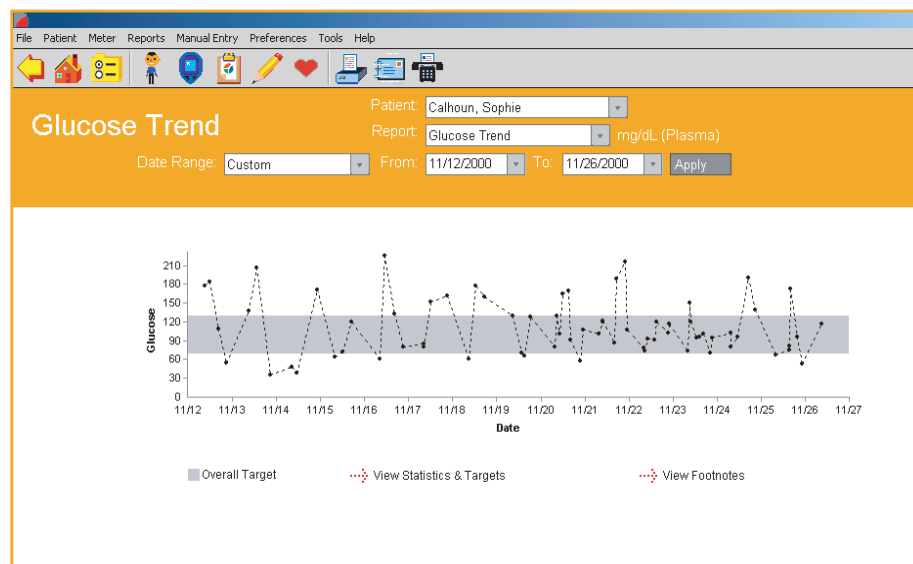 File Patient Meter Reports Manual Entry Preferences Tools Help
Glucose Trend
Patient: Calhoun, Sophie
Report: Glucose Trend mg/dL (Plasma)
Date Range: Custom From: 11/12/2000 To: 11/26/2000 Apply
Glucose
210
180
150
120
90
60
30
0
11/12 11/13 11/14 11/15 11/16 11/17 11/18 11/19 11/20 11/21 11/22 11/23 11/24 11/25 11/26 11/27
Date
Overall Target View Statistics & Targets View Footnotes